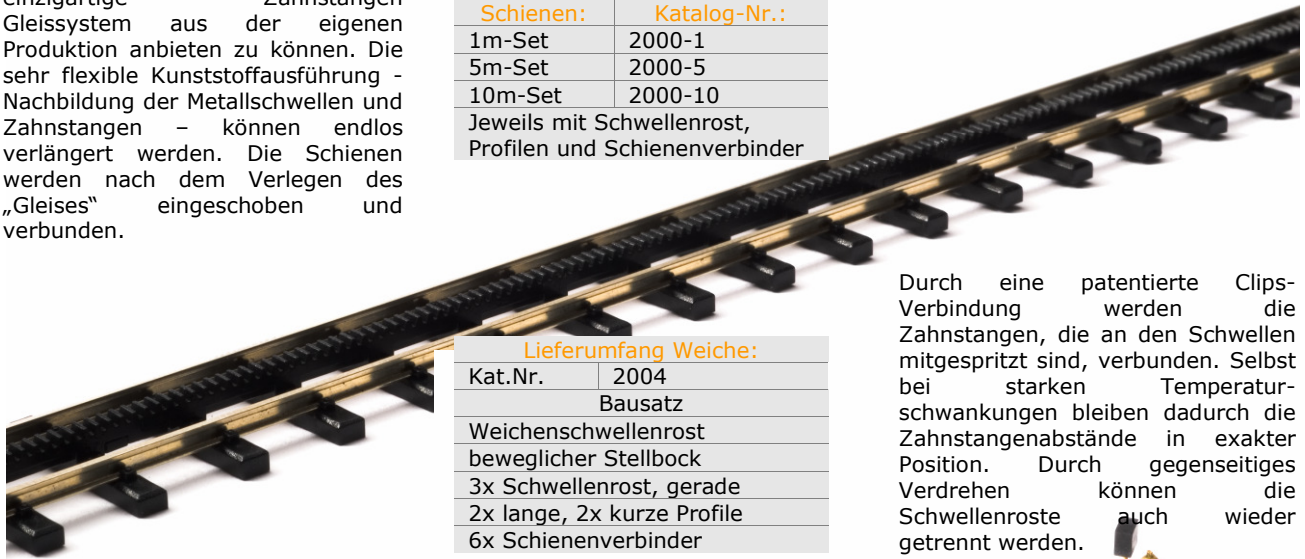 einzigartige Zahnstangen
Gleissystem aus der eigenen
Produktion anbieten zu können. Die
sehr flexible Kunststoffausführung -
Nachbildung der Metallschwellen und
Zahnstangen – können endlos
verlängert werden. Die Schienen
werden nach dem Verlegen des
„Gleises“ eingeschoben und
verbunden.
Schienen: Katalog-Nr.:
1m-Set 2000-1
5m-Set 2000-5
10m-Set 2000-10
Jeweils mit Schwellenrost,
Profilen und Schienenverbinder
Lieferumfang Weiche:
Kat.Nr. 2004
Bausatz
Weichenschwellenrost
beweglicher Stellbock
3x Schwellenrost, gerade
2x lange, 2x kurze Profile
6x Schienenverbinder
Durch eine patentierte Clips-
Verbindung werden die
Zahnstangen, die an den Schwellen
mitgespritzt sind, verbunden. Selbst
bei starken Temperatur-
schwankungen bleiben dadurch die
Zahnstangenabstände in exakter
Position. Durch gegenseitiges
Verdrehen können die
Schwellenroste auch wieder
getrennt werden.